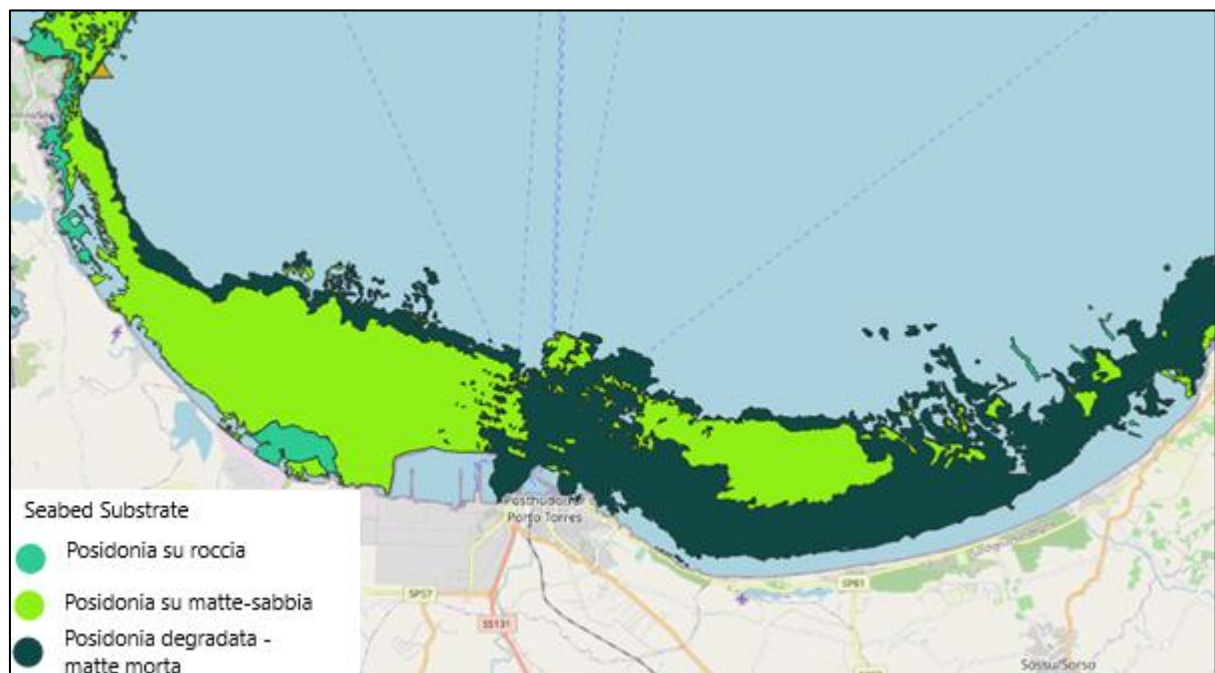 Posthudorra
Porto Torres
SP57
SS131
SP81
Sossu/Sorso
Seabed Substrate
Posidonia su roccia
Posidonia su matte-sabbia
Posidonia degradata -
matte morta